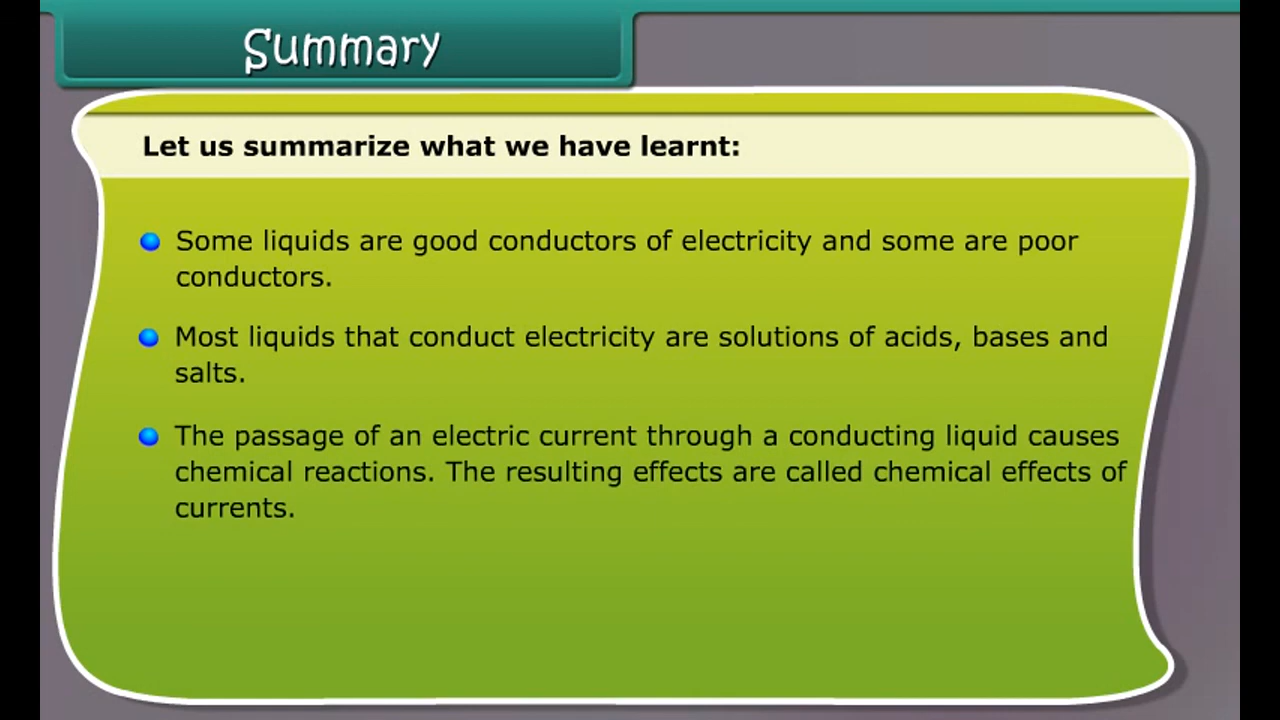 Summary
Let us summarize what we have learnt:
Some liquids are good conductors of electricity and some are poor
conductors.
Most liquids that conduct electricity are solutions of acids, bases and
salts.
The passage of an electric current through a conducting liquid causes
chemical reactions. The resulting effects are called chemical effects of
currents.